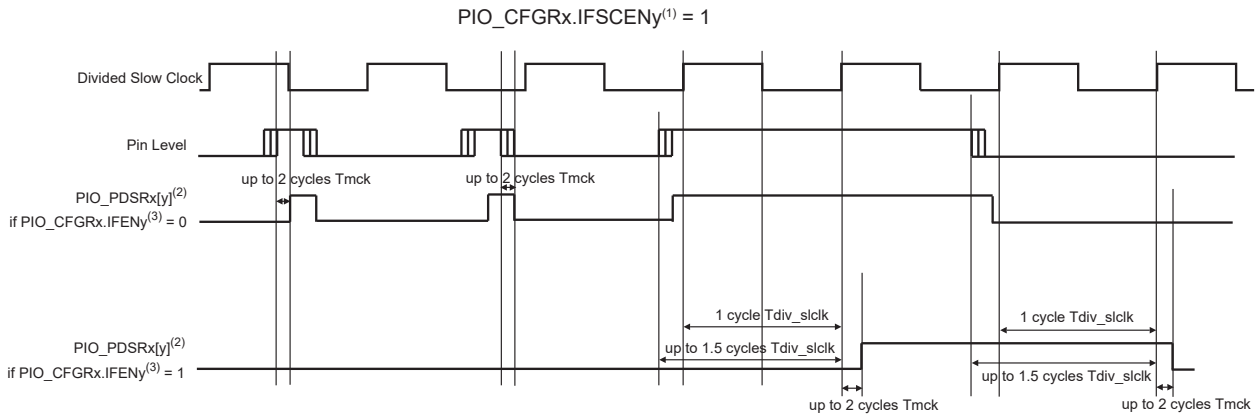 PIO_CFGRx.IFSCENy(1) = 1
Divided Slow Clock
Pin Level
up to 2 cycles Tmck
up to 2 cycles Tmck
PIO_PDSRx[y](2)
if PIO_CFGRx.IFENy(3) = 0
1 cycle Tdiv_slclk
1 cycle Tdiv_slclk
PIO_PDSRx[y](2)
up to 1.5 cycles Tdiv_slclk
up to 1.5 cycles Tdiv_slclk
if PIO_CFGRx.IFENy(3) = 1
up to 2 cycles Tmck
up to 2 cycles Tmck